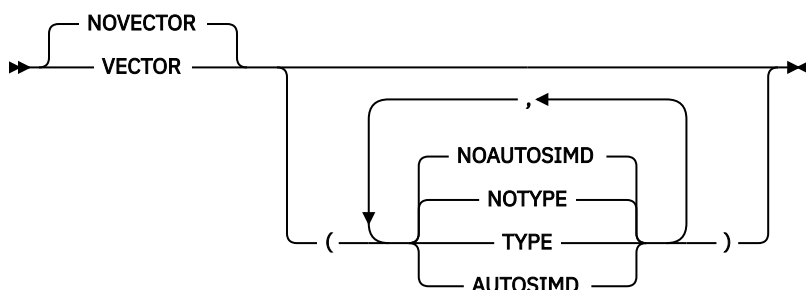 NOVECTOR
VECTOR
,
NOAUTOSIMD
NOTYPE
( TYPE )
AUTOSIMD